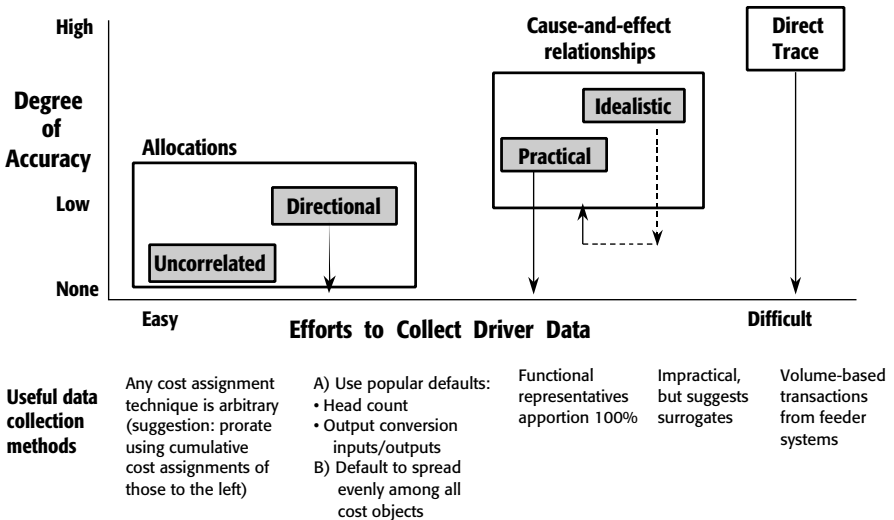 High
Cause-and-effect
relationships
Direct
Trace
Degree
of
Accuracy
Idealistic
Allocations
Practical
Low
Directional
Uncorrelated
None
Easy
Efforts to Collect Driver Data
Difficult
Useful data
collection
methods
Any cost assignment
technique is arbitrary
(suggestion: prorate
using cumulative
cost assignments of
those to the left)
A) Use popular defaults:
• Head count
• Output conversion
inputs/outputs
B) Default to spread
evenly among all
cost objects
Functional
representatives
apportion 100%
Impractical,
but suggests
surrogates
Volume-based
transactions
from feeder
systems